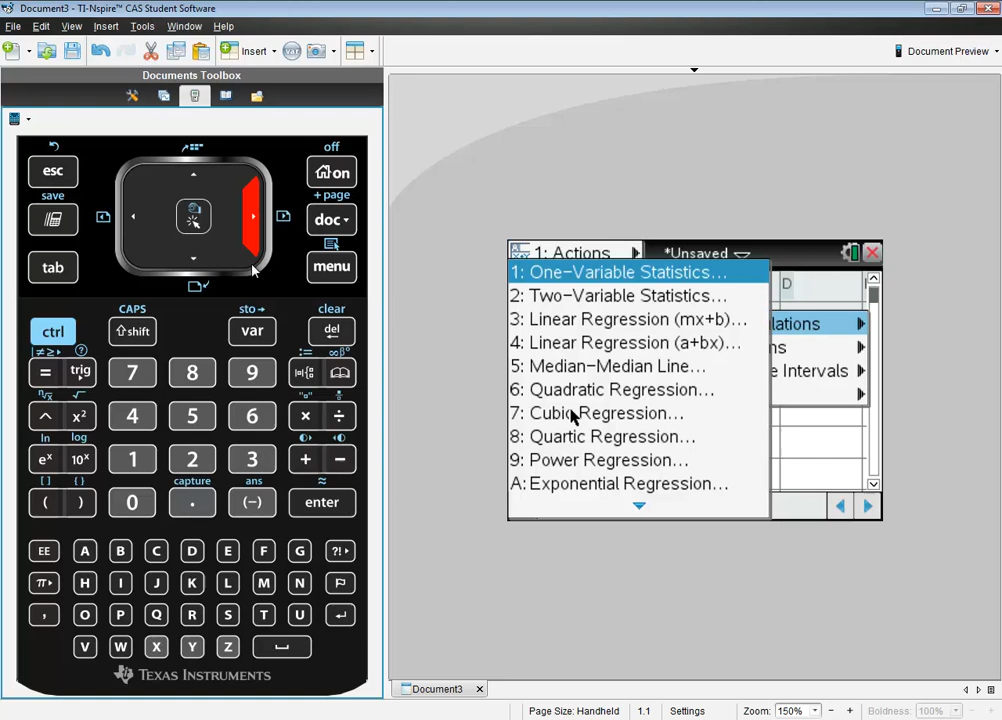 Document3 - TI-Nspire™ CAS Student Software
File Edit View Insert Tools Window Help
Insert var Document Preview
Documents Toolbox
off
esc on
save + page
doc
tab menu
CAPS sto→ clear
ctrl shift var del
|≠≥► ? := ∞β°
= trig 7 8 9
ⁿ√x √ " "
^ x² 4 5 6 × ÷
ln log
eˣ 10ˣ 1 2 3 + −
[ ] { } capture ans ≈
( ) 0 . (−) enter
EE A B C D E F G ?!►
π► H I J K L M N
, O P Q R S T U
V W X Y Z
TEXAS INSTRUMENTS
1: Actions *Unsaved
1: One−Variable Statistics... D
2: Two−Variable Statistics...
3: Linear Regression (mx+b)... lations
4: Linear Regression (a+bx)... ns
5: Median−Median Line... e Intervals
6: Quadratic Regression...
7: Cubic Regression...
8: Quartic Regression...
9: Power Regression...
A: Exponential Regression...
Document3
Page Size: Handheld 1.1 Settings Zoom: 150% Boldness: 100%